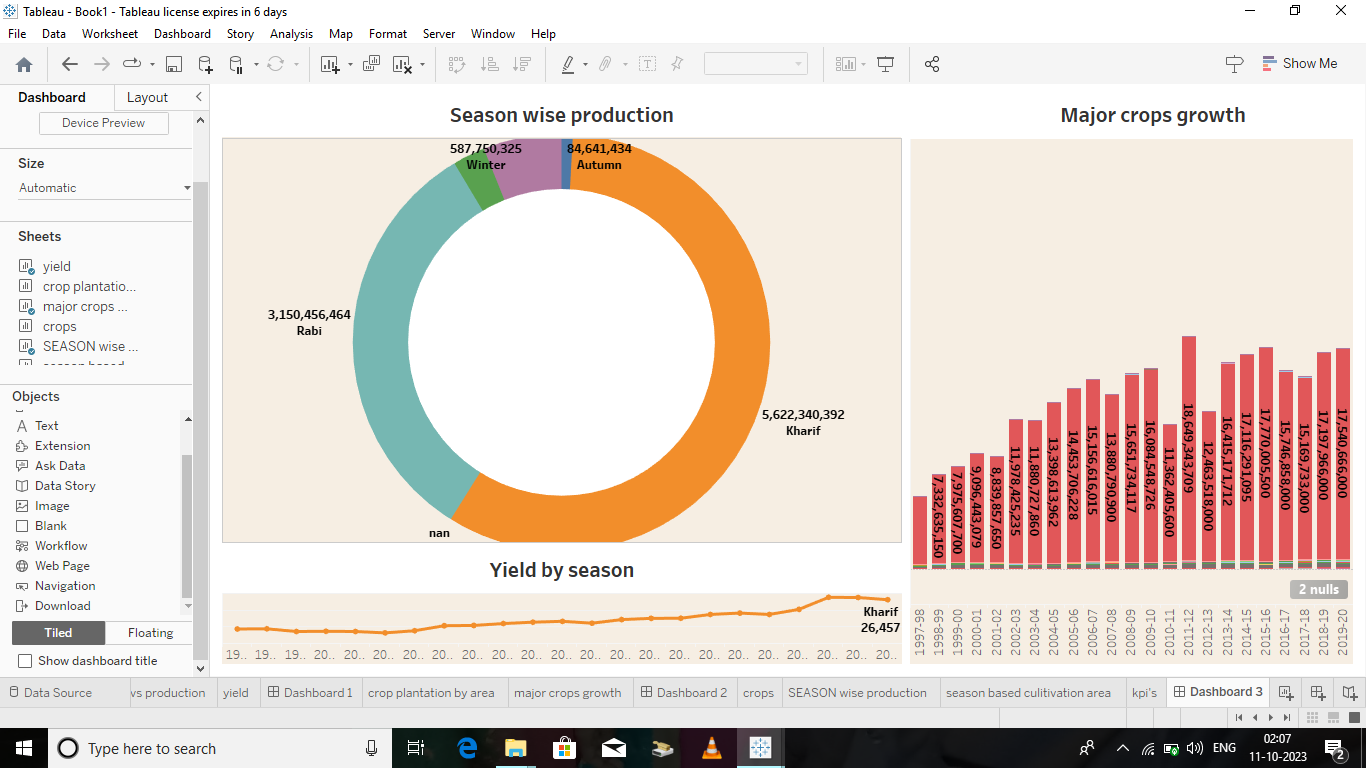 Tableau - Book1 - Tableau license expires in 6 days
File Data Worksheet Dashboard Story Analysis Map Format Server Window Help
Show Me
Dashboard Layout
Device Preview
Size
Automatic
Sheets
yield
crop plantatio...
major crops ...
crops
SEASON wise ...
Objects
Text
Extension
Ask Data
Data Story
Image
Blank
Workflow
Web Page
Navigation
Download
Tiled Floating
Show dashboard title
Season wise production
587,750,325
Winter
84,641,434
Autumn
3,150,456,464
Rabi
5,622,340,392
Kharif
nan
Yield by season
Kharif
26,457
19.. 19.. 19.. 20.. 20.. 20.. 20.. 20.. 20.. 20.. 20.. 20.. 20.. 20.. 20.. 20.. 20.. 20.. 20.. 20.. 20.. 20.. 20..
Major crops growth
7,332,635,150
7,975,607,700
9,096,443,079
8,839,857,650
11,978,425,235
11,880,727,860
13,398,613,962
14,453,706,228
15,156,616,015
13,880,790,900
15,651,734,117
16,084,548,726
11,362,405,600
18,649,343,709
12,463,518,000
16,415,171,712
17,116,291,095
17,770,005,500
15,746,858,000
15,169,733,000
17,197,966,000
17,540,666,000
2 nulls
1997-98
1998-99
1999-00
2000-01
2001-02
2002-03
2003-04
2004-05
2005-06
2006-07
2007-08
2008-09
2009-10
2010-11
2011-12
2012-13
2013-14
2014-15
2015-16
2016-17
2017-18
2018-19
2019-20
Data Source vs production yield Dashboard 1 crop plantation by area major crops growth Dashboard 2 crops SEASON wise production season based culitivation area kpi's Dashboard 3
Type here to search
ENG
02:07
11-10-2023
2